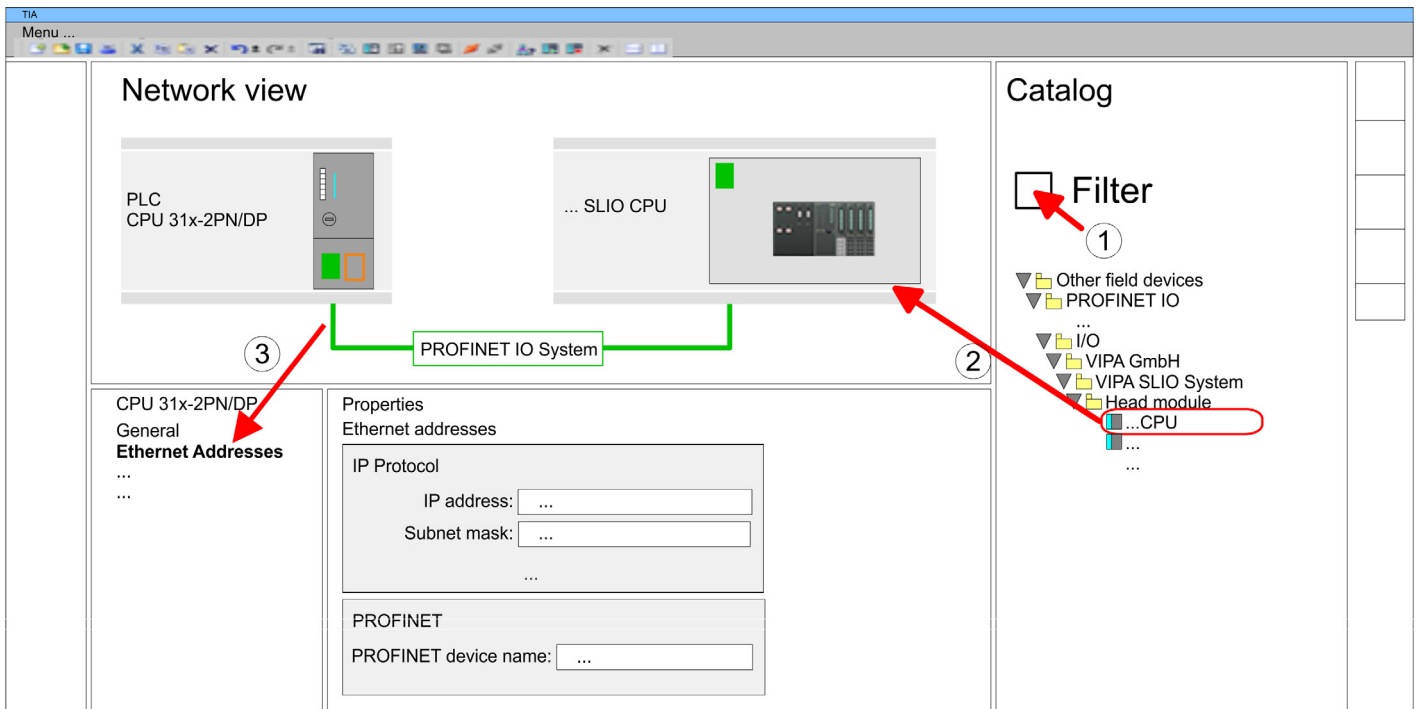 TIA
Menu ...
Network view
PLC
CPU 31x-2PN/DP
... SLIO CPU
PROFINET IO System
3
2
Catalog
Filter
1
Other field devices
PROFINET IO
...
I/O
VIPA GmbH
VIPA SLIO System
Head module
...CPU
...
...
CPU 31x-2PN/DP
General
Ethernet Addresses
...
...
Properties
Ethernet addresses
IP Protocol
IP address: ...
Subnet mask: ...
...
PROFINET
PROFINET device name: ...